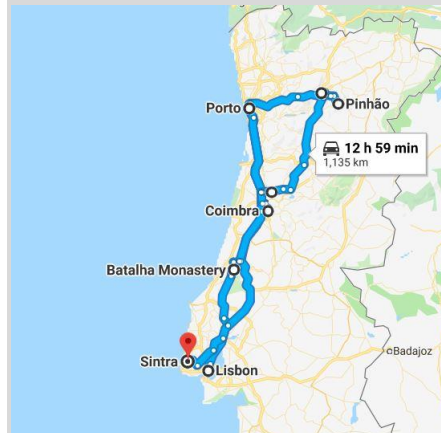 Porto
Pinhão
12 h 59 min
1,135 km
Coimbra
Batalha Monastery
Sintra
Lisbon
Badajoz